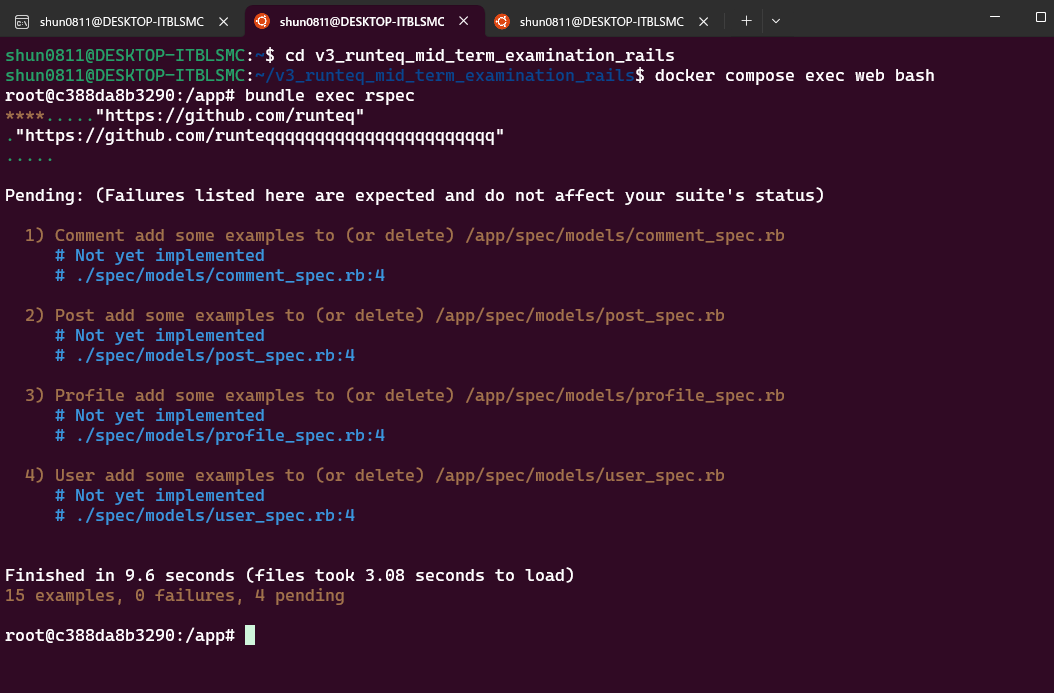 shun0811@DESKTOP-ITBLSMC
shun0811@DESKTOP-ITBLSMC
shun0811@DESKTOP-ITBLSMC
shun0811@DESKTOP-ITBLSMC:~$ cd v3_runteq_mid_term_examination_rails
shun0811@DESKTOP-ITBLSMC:~/v3_runteq_mid_term_examination_rails$ docker compose exec web bash
root@c388da8b3290:/app# bundle exec rspec
****....."https://github.com/runteq"
."https://github.com/runteqqqqqqqqqqqqqqqqqqqqqqq"
.....
Pending: (Failures listed here are expected and do not affect your suite's status)
1) Comment add some examples to (or delete) /app/spec/models/comment_spec.rb
# Not yet implemented
# ./spec/models/comment_spec.rb:4
2) Post add some examples to (or delete) /app/spec/models/post_spec.rb
# Not yet implemented
# ./spec/models/post_spec.rb:4
3) Profile add some examples to (or delete) /app/spec/models/profile_spec.rb
# Not yet implemented
# ./spec/models/profile_spec.rb:4
4) User add some examples to (or delete) /app/spec/models/user_spec.rb
# Not yet implemented
# ./spec/models/user_spec.rb:4
Finished in 9.6 seconds (files took 3.08 seconds to load)
15 examples, 0 failures, 4 pending
root@c388da8b3290:/app#